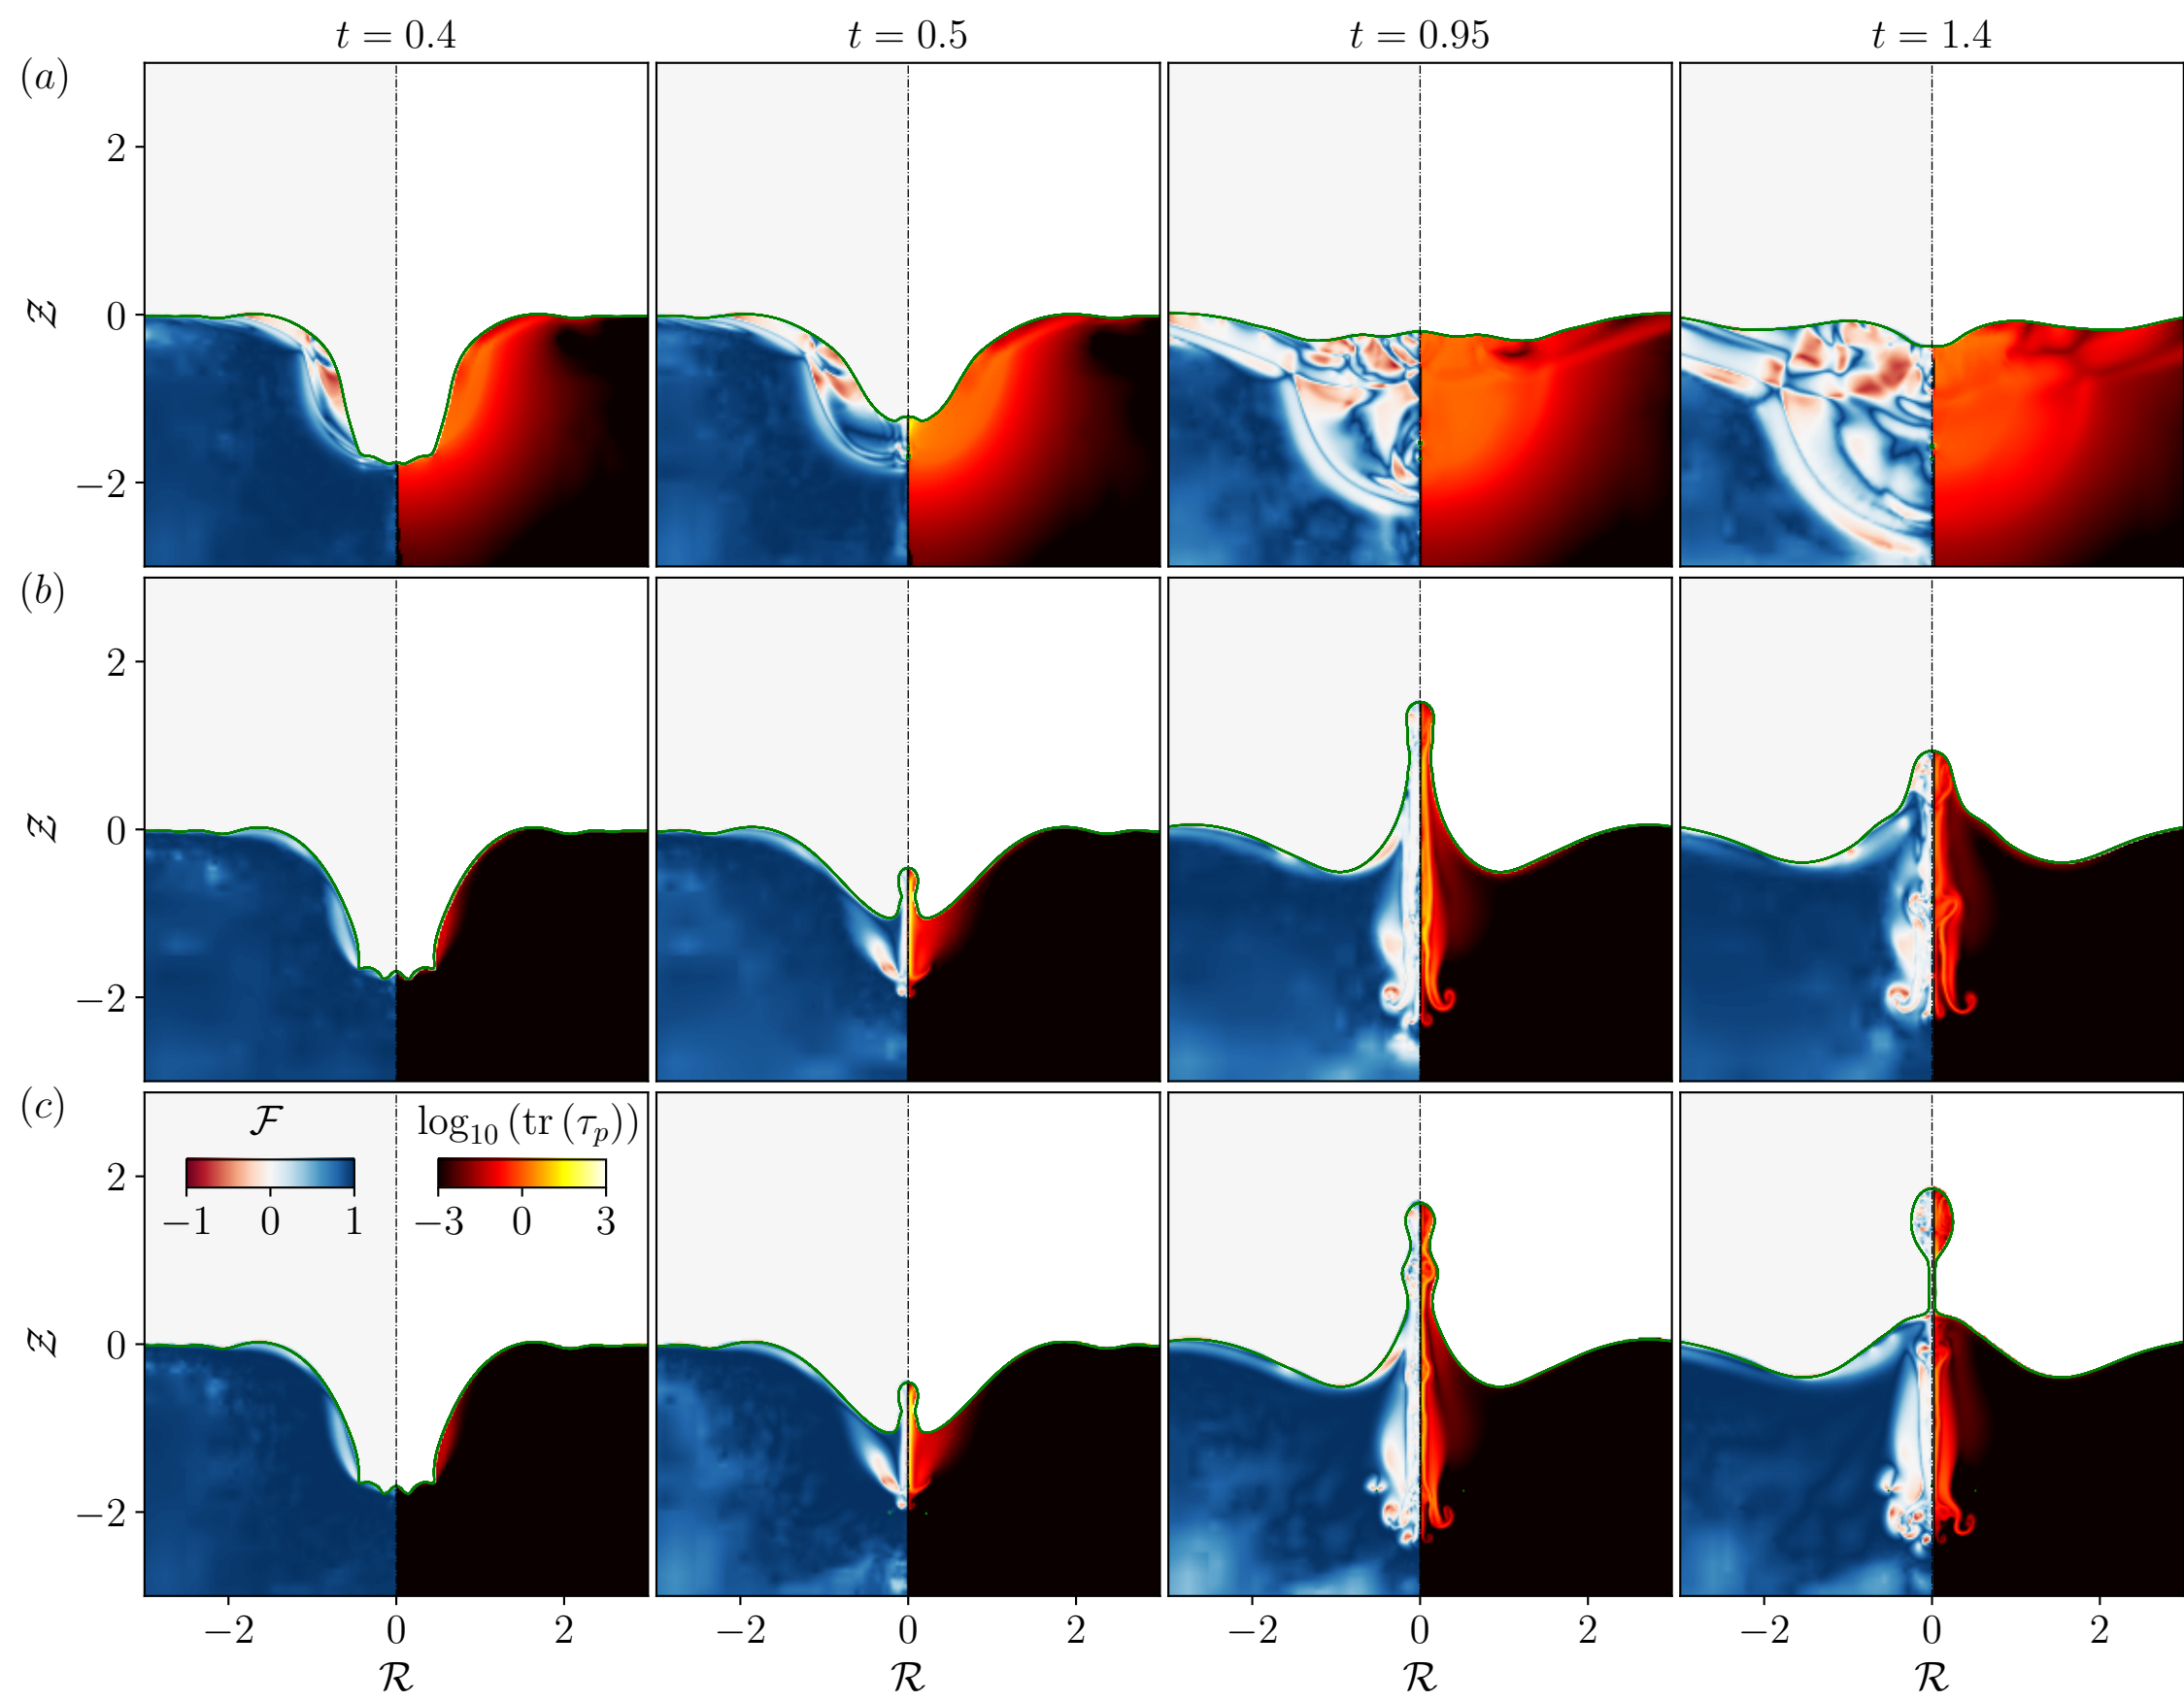 t = 0.4 t = 0.5 t = 0.95 t = 1.4
(a)
2
0
−2
𝒵
(b)
2
0
−2
𝒵
(c)
ℱ log₁₀ (tr (τₚ))
−1 0 1 −3 0 3
2
0
−2
𝒵
−2 0 2 −2 0 2 −2 0 2 −2 0 2
ℛ ℛ ℛ ℛ